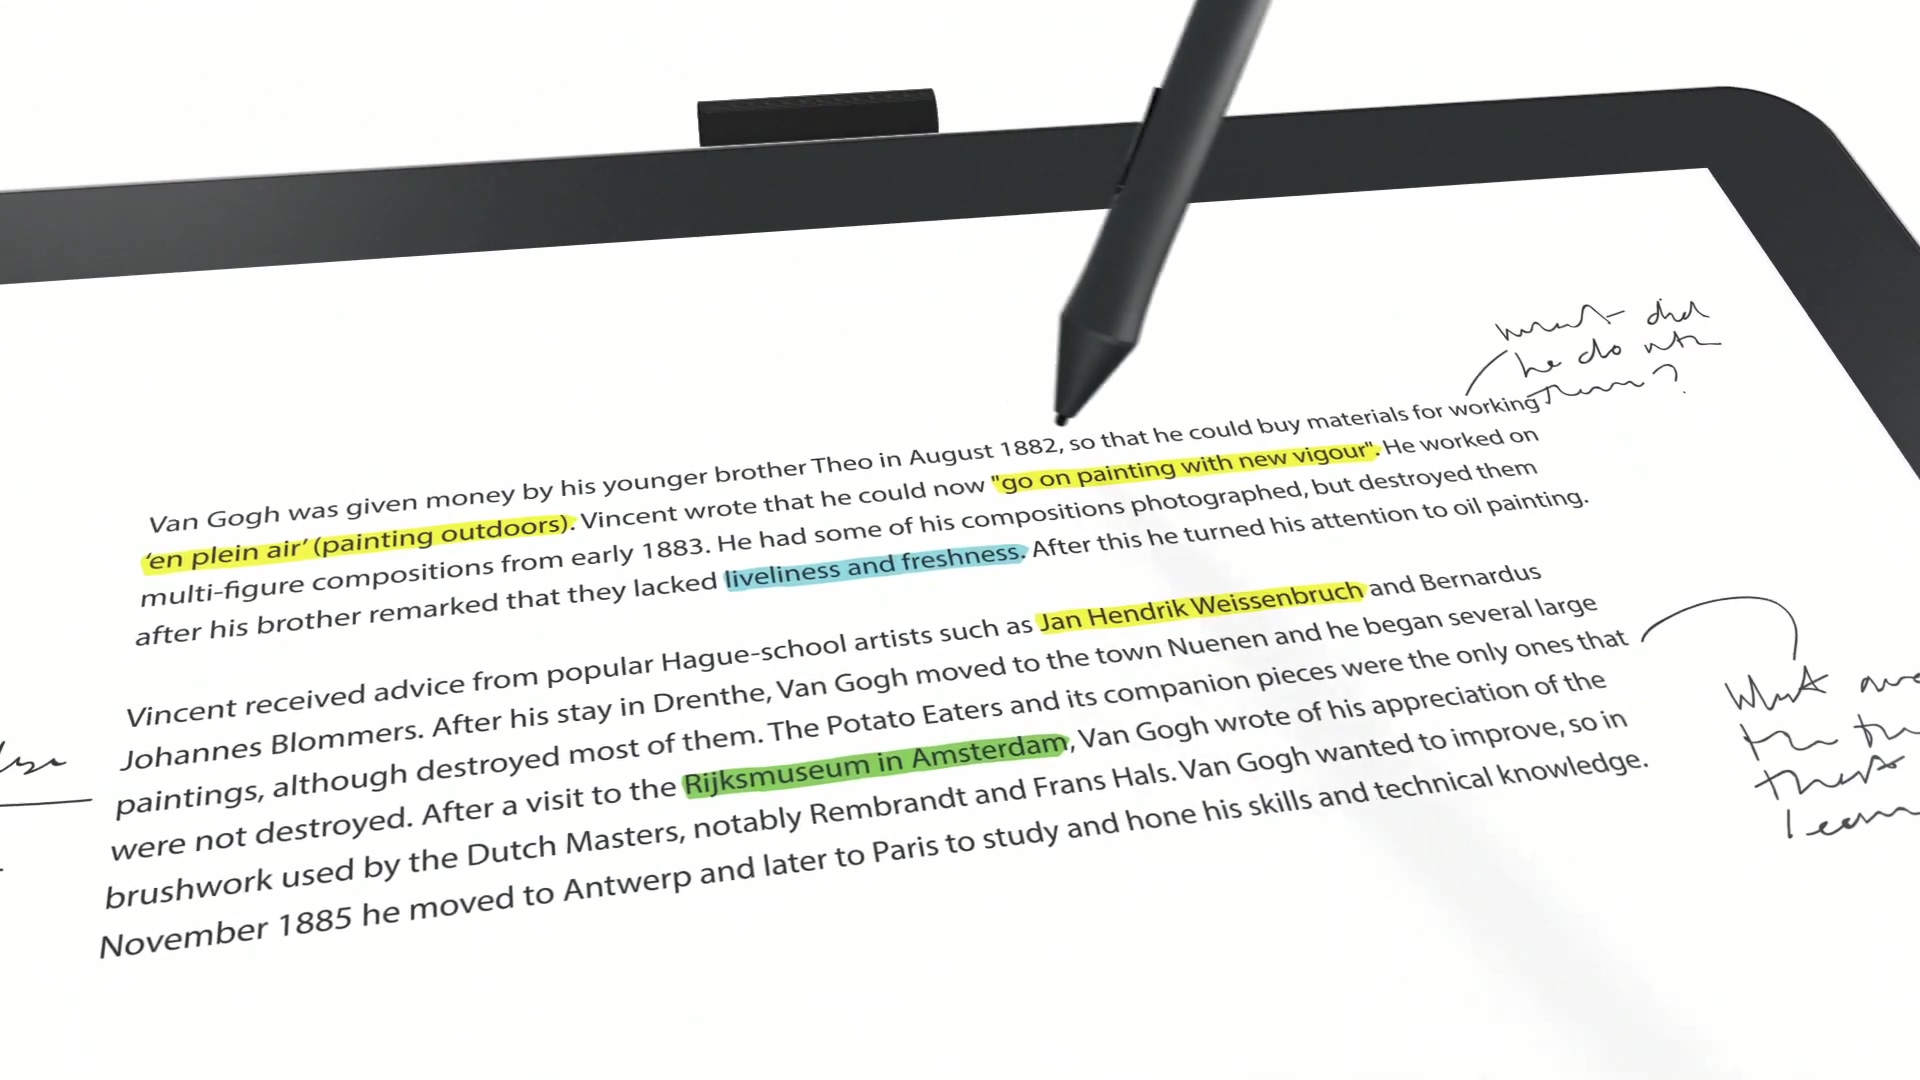 what did
he do with
them?
Van Gogh was given money by his younger brother Theo in August 1882, so that he could buy materials for working
'en plein air' (painting outdoors). Vincent wrote that he could now "go on painting with new vigour". He worked on
multi-figure compositions from early 1883. He had some of his compositions photographed, but destroyed them
after his brother remarked that they lacked liveliness and freshness. After this he turned his attention to oil painting.
Vincent received advice from popular Hague-school artists such as Jan Hendrik Weissenbruch and Bernardus
Johannes Blommers. After his stay in Drenthe, Van Gogh moved to the town Nuenen and he began several large
paintings, although destroyed most of them. The Potato Eaters and its companion pieces were the only ones that
were not destroyed. After a visit to the Rijksmuseum in Amsterdam, Van Gogh wrote of his appreciation of the
brushwork used by the Dutch Masters, notably Rembrandt and Frans Hals. Van Gogh wanted to improve, so in
November 1885 he moved to Antwerp and later to Paris to study and hone his skills and technical knowledge.
What